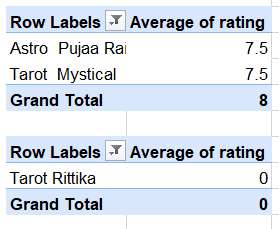 Row Labels Average of rating
Astro Pujaa Rai 7.5
Tarot Mystical 7.5
Grand Total 8
Row Labels Average of rating
Tarot Rittika 0
Grand Total 0